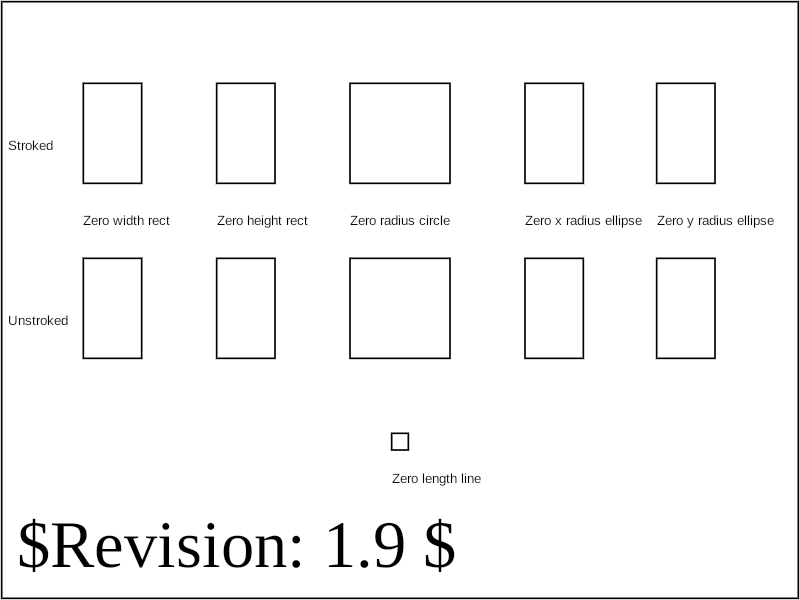 Stroked
Zero width rect
Zero height rect
Zero radius circle
Zero x radius ellipse
Zero y radius ellipse
Unstroked
Zero length line
$Revision: 1.9 $